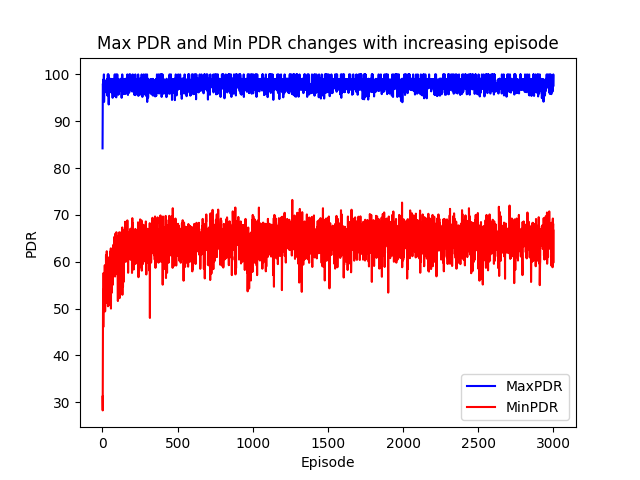 Max PDR and Min PDR changes with increasing episode
100
90
80
70
60
50
40
30
PDR
0 500 1000 1500 2000 2500 3000
Episode
MaxPDR
MinPDR